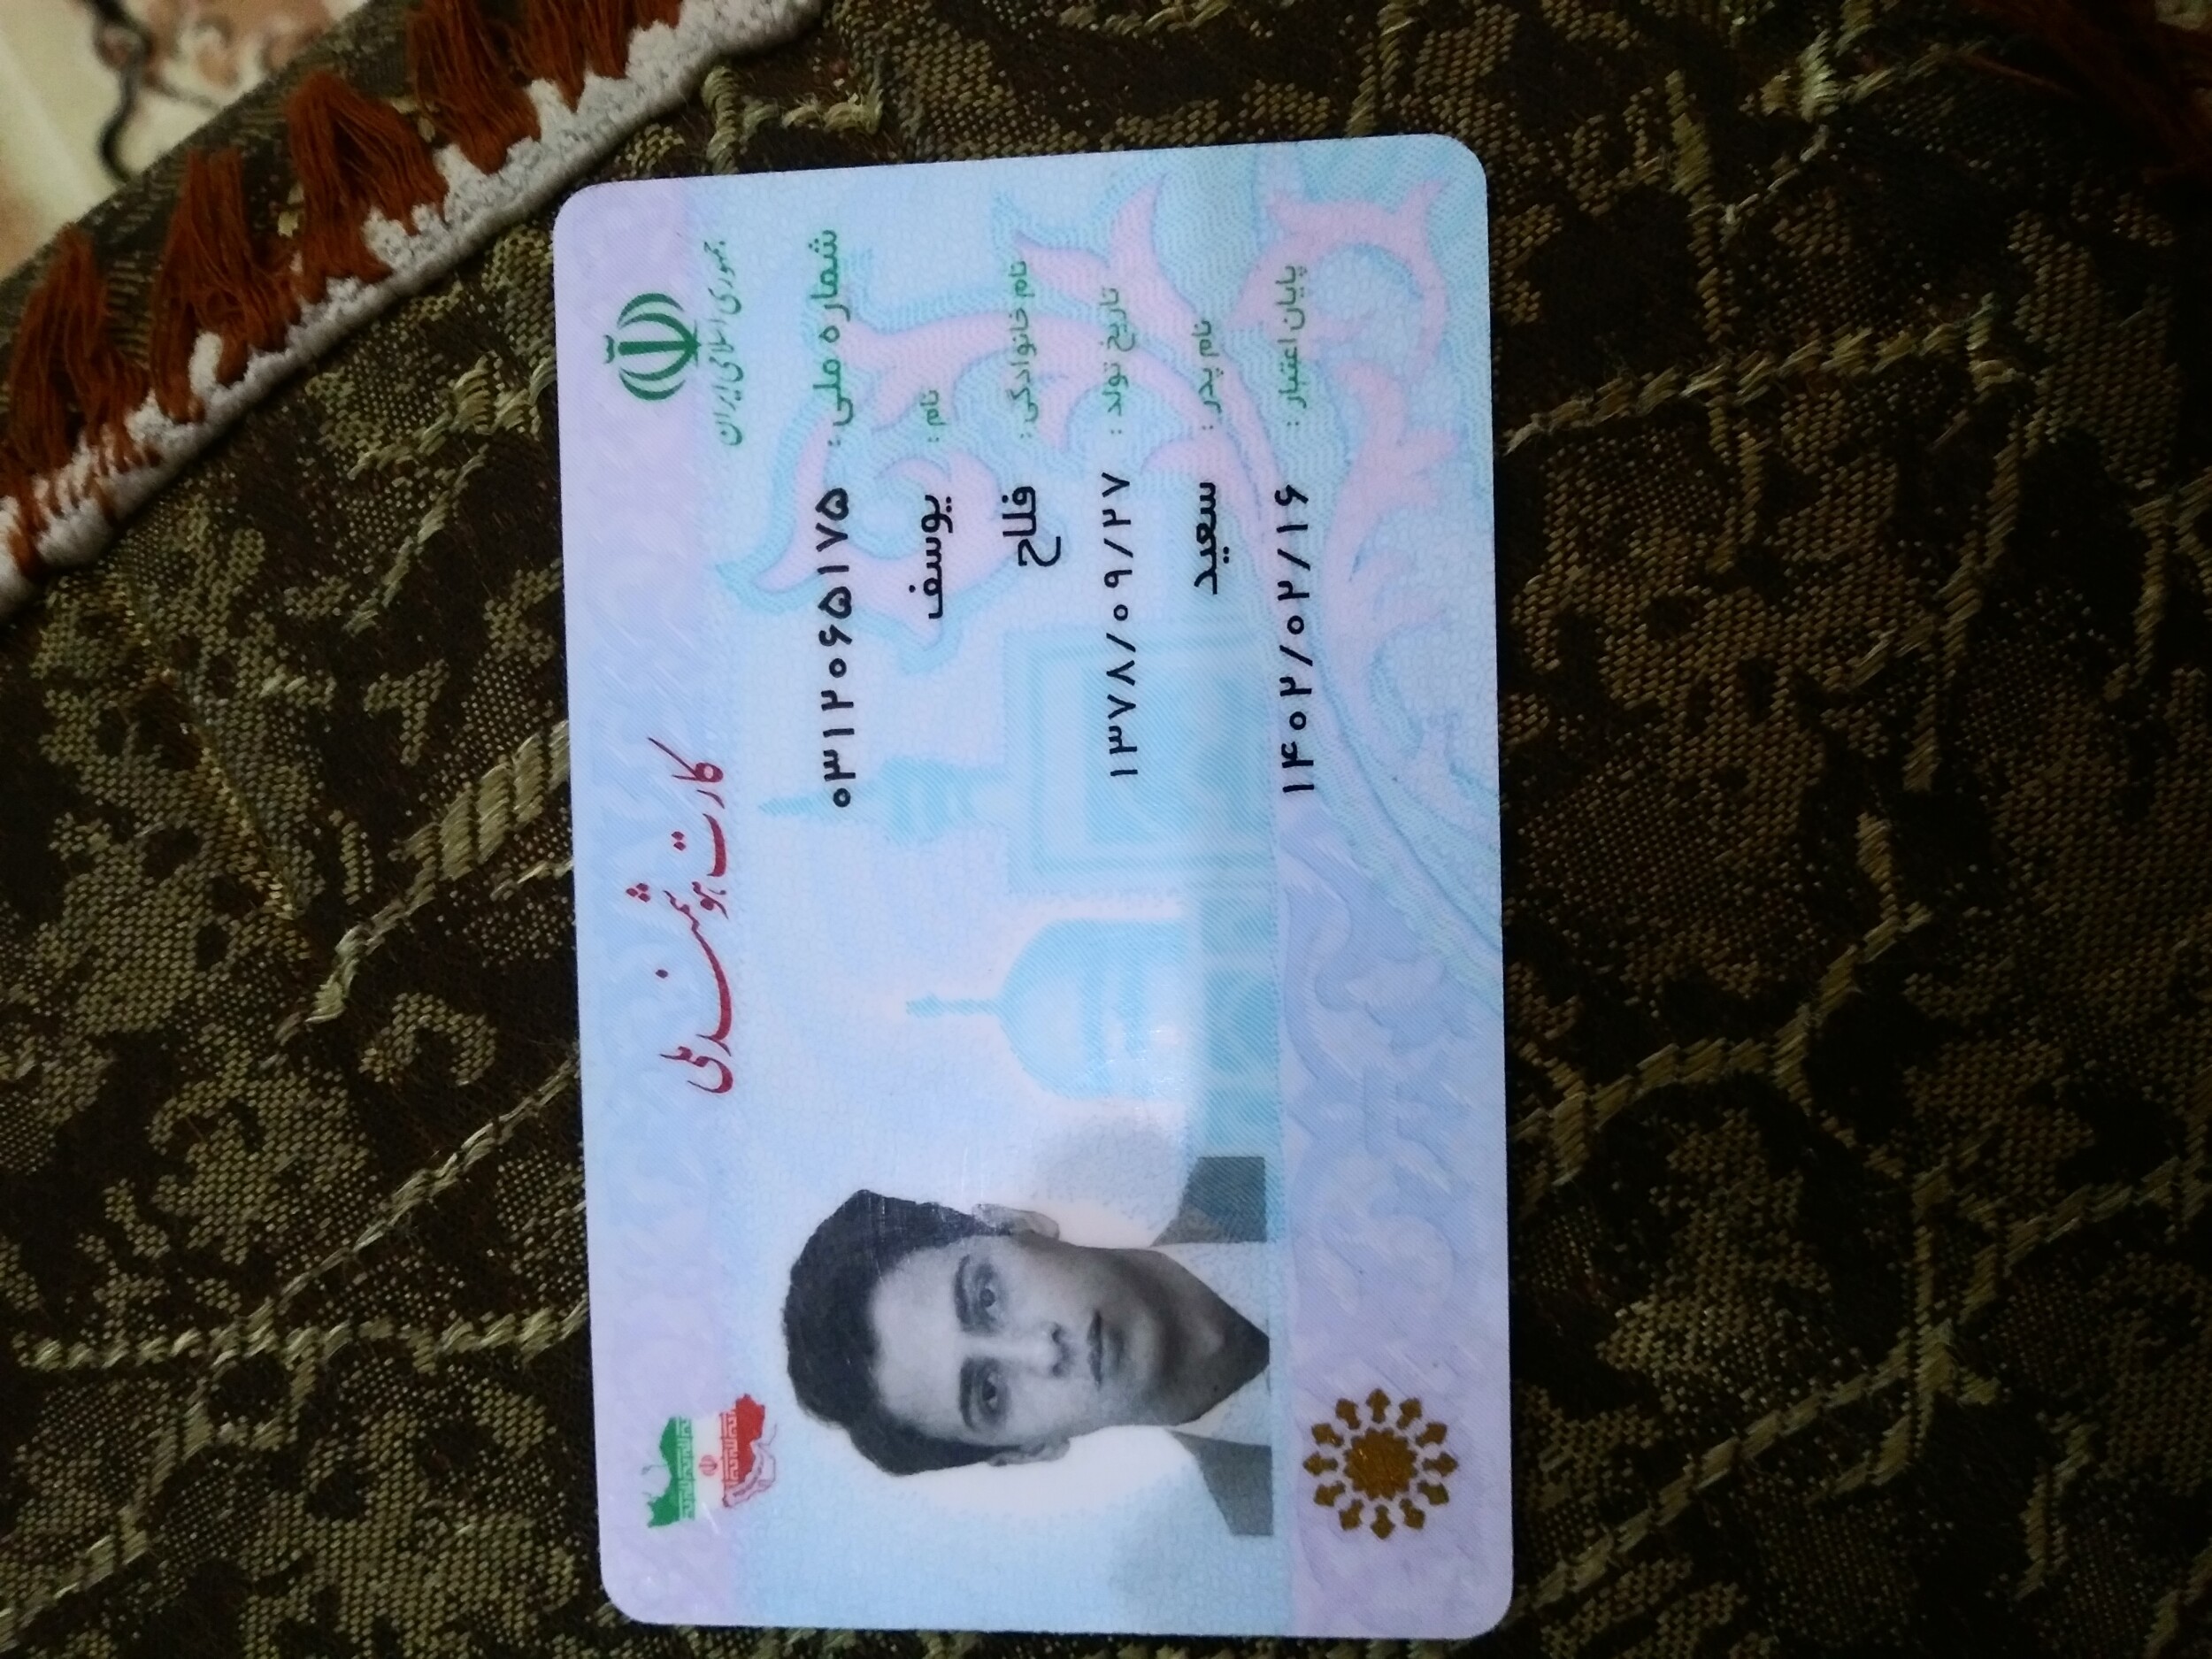 جمهوری اسلامی ایران
کارت هوشمند ملی
شماره ملی : ۰۳۱۲۰۶۵۱۷۵
نام : یوسف
نام خانوادگی : فلاح
تاریخ تولد : ۱۳۷۸/۰۹/۲۷
نام پدر : سعید
پایان اعتبار : ۱۴۰۲/۰۲/۱۶